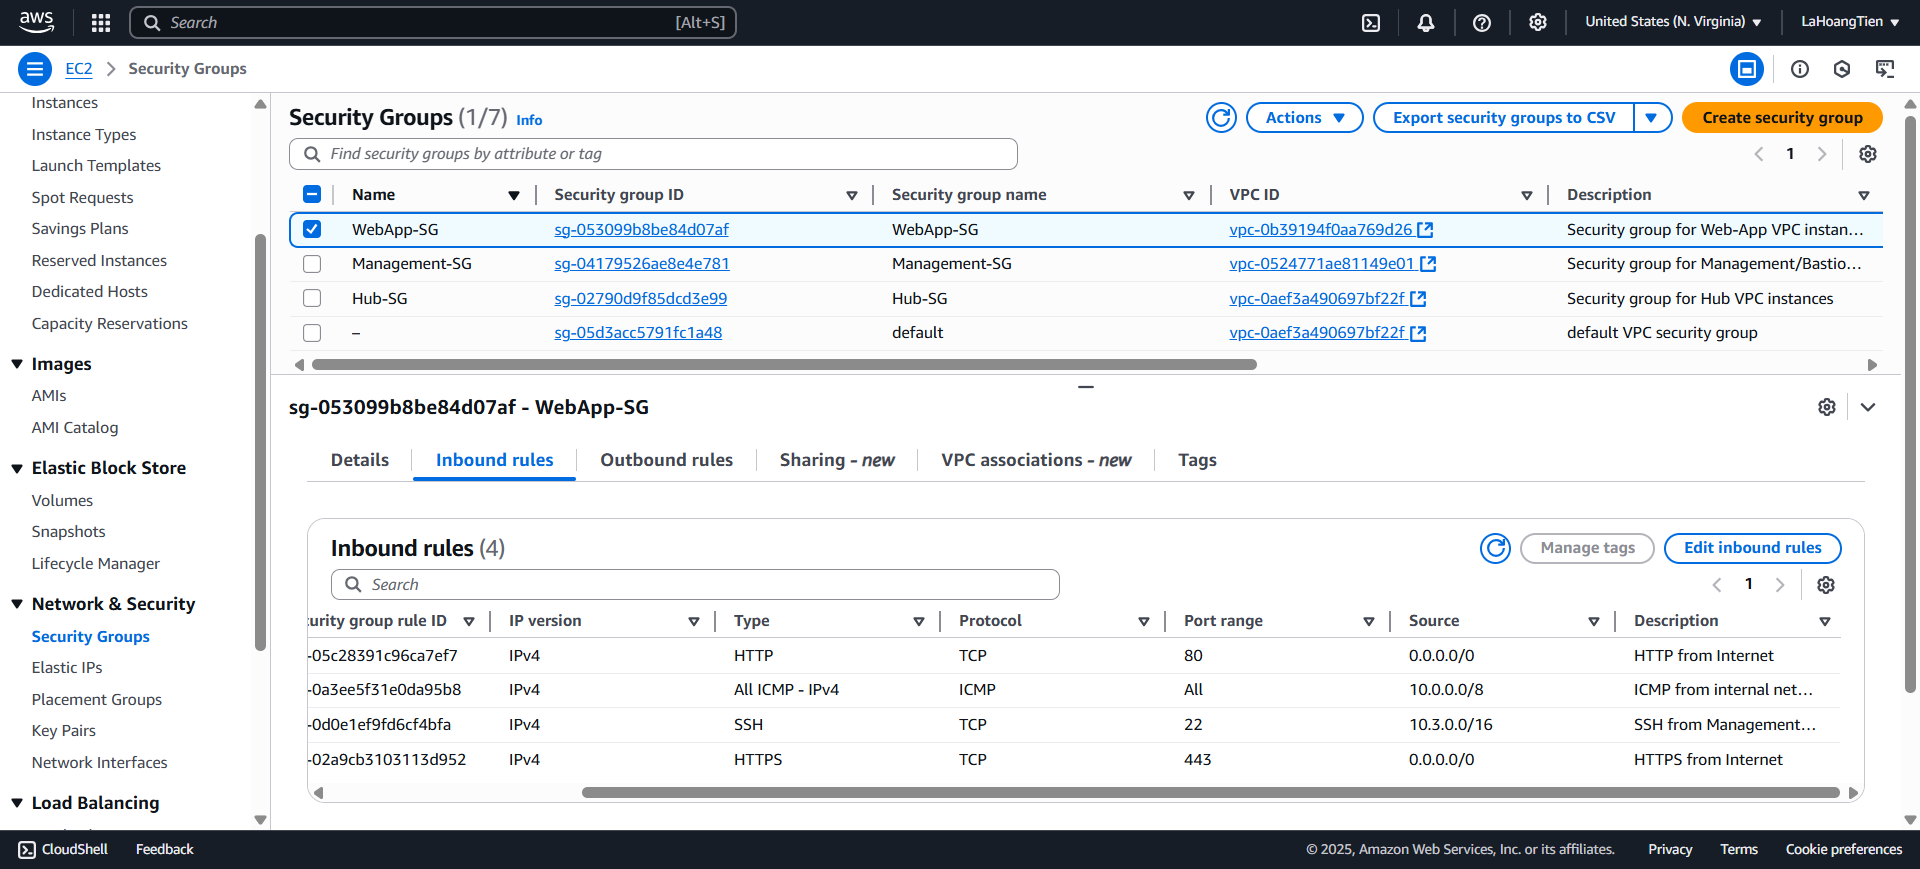 aws
Search [Alt+S]
United States (N. Virginia)
LaHoangTien
EC2 Security Groups
Instances
Instance Types
Launch Templates
Spot Requests
Savings Plans
Reserved Instances
Dedicated Hosts
Capacity Reservations
Images
AMIs
AMI Catalog
Elastic Block Store
Volumes
Snapshots
Lifecycle Manager
Network & Security
Security Groups
Elastic IPs
Placement Groups
Key Pairs
Network Interfaces
Load Balancing
Security Groups (1/7) Info
Actions
Export security groups to CSV
Create security group
Find security groups by attribute or tag
1
Name Security group ID Security group name VPC ID Description
WebApp-SG sg-053099b8be84d07af WebApp-SG vpc-0b39194f0aa769d26 Security group for Web-App VPC instan...
Management-SG sg-04179526ae8e4e781 Management-SG vpc-0524771ae81149e01 Security group for Management/Bastio...
Hub-SG sg-02790d9f85dcd3e99 Hub-SG vpc-0aef3a490697bf22f Security group for Hub VPC instances
– sg-05d3acc5791fc1a48 default vpc-0aef3a490697bf22f default VPC security group
sg-053099b8be84d07af - WebApp-SG
Details Inbound rules Outbound rules Sharing - new VPC associations - new Tags
Inbound rules (4)
Manage tags
Edit inbound rules
Search
1
urity group rule ID IP version Type Protocol Port range Source Description
-05c28391c96ca7ef7 IPv4 HTTP TCP 80 0.0.0.0/0 HTTP from Internet
-0a3ee5f31e0da95b8 IPv4 All ICMP - IPv4 ICMP All 10.0.0.0/8 ICMP from internal net...
-0d0e1ef9fd6cf4bfa IPv4 SSH TCP 22 10.3.0.0/16 SSH from Management...
-02a9cb3103113d952 IPv4 HTTPS TCP 443 0.0.0.0/0 HTTPS from Internet
CloudShell Feedback
© 2025, Amazon Web Services, Inc. or its affiliates. Privacy Terms Cookie preferences